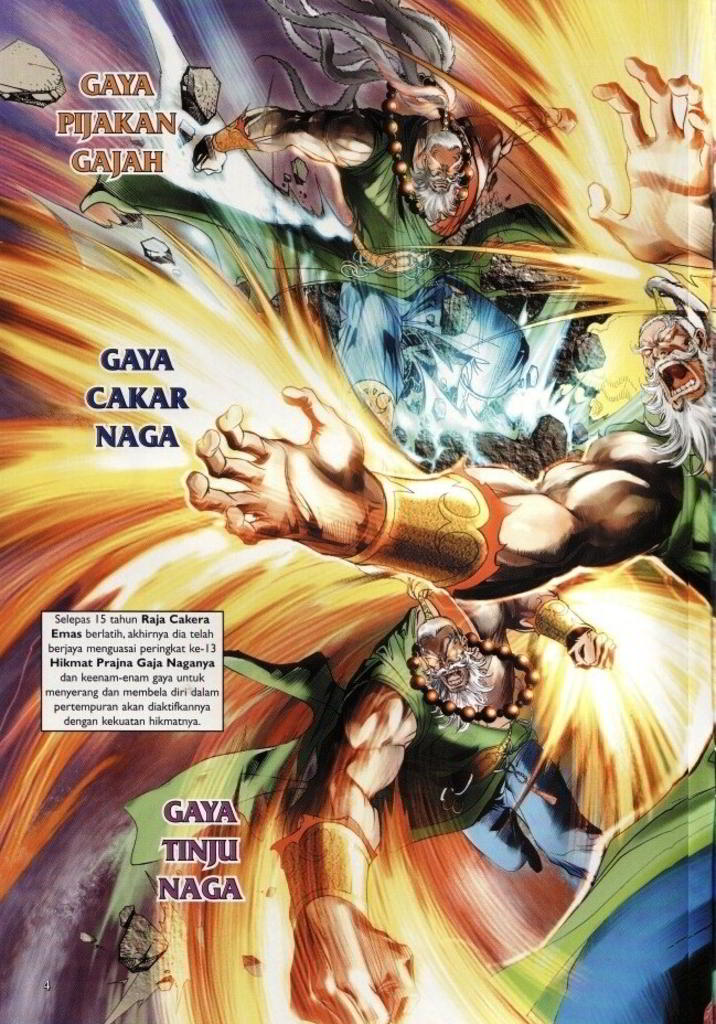 GAYA
PIJAKAN
GAJAH
GAYA
CAKAR
NAGA
Selepas 15 tahun Raja Cakera
Emas berlatih, akhirnya dia telah
berjaya menguasai peringkat ke-13
Hikmat Prajna Gaja Naganya
dan keenam-enam gaya untuk
menyerang dan membela diri dalam
pertempuran akan diaktifkannya
dengan kekuatan hikmatnya.
GAYA
TINJU
NAGA
4